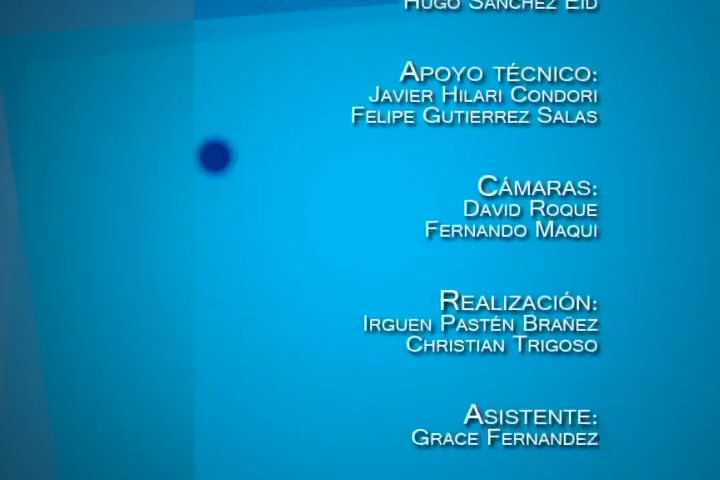 Hugo Sánchez Eid
Apoyo técnico:
Javier Hilari Condori
Felipe Gutierrez Salas
Cámaras:
David Roque
Fernando Maqui
Realización:
Irguen Pastén Brañez
Christian Trigoso
Asistente:
Grace Fernandez